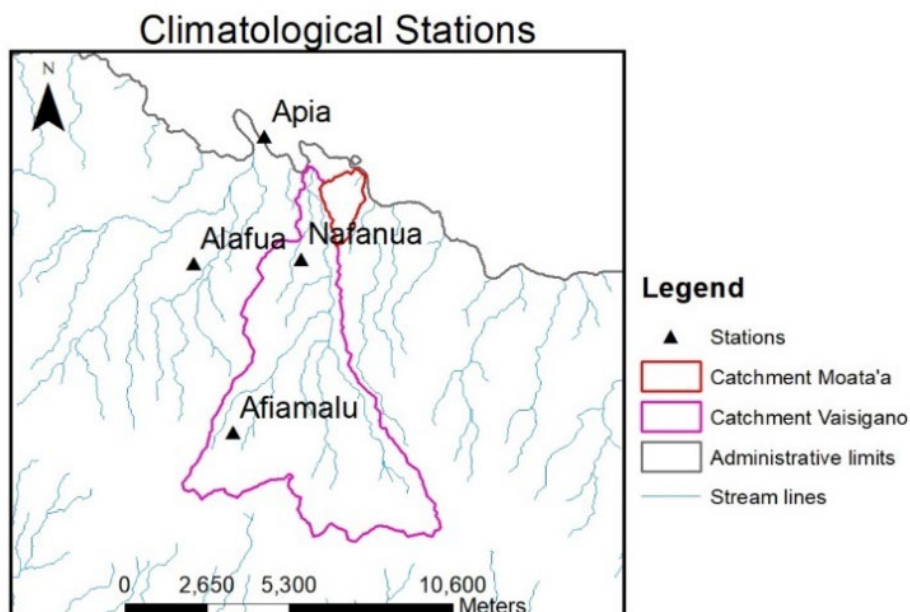 Climatological Stations
N
Apia
Alafua
Nafanua
Afiamalu
0 2,650 5,300 10,600
Meters
Legend
Stations
Catchment Moata'a
Catchment Vaisigano
Administrative limits
Stream lines